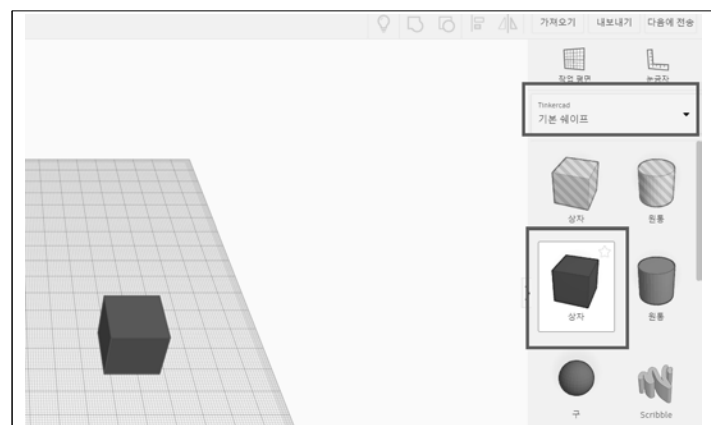 가져오기 내보내기 다음에 전송
작업 평면 눈금자
Tinkercad
기본 쉐이프
상자 원통
상자 원통
구 Scribble